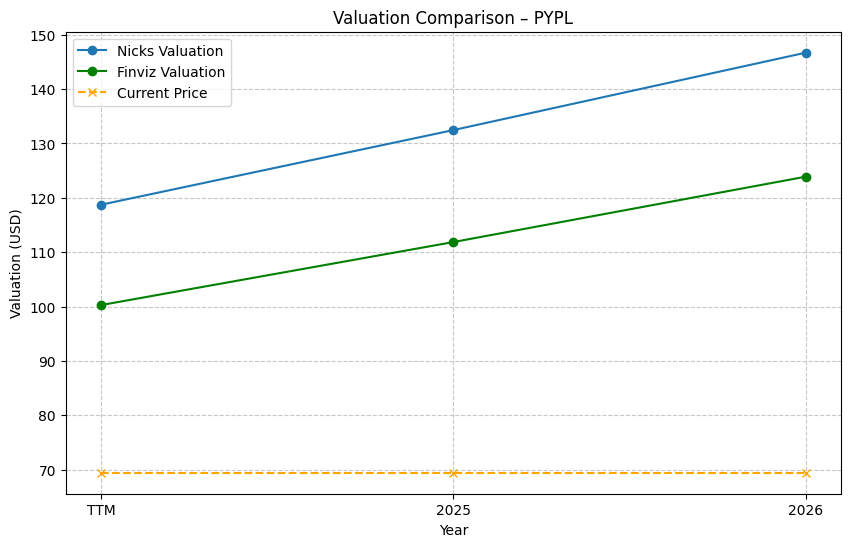 Valuation Comparison – PYPL
Nicks Valuation
Finviz Valuation
Current Price
Valuation (USD)
150
140
130
120
110
100
90
80
70
TTM
2025
2026
Year